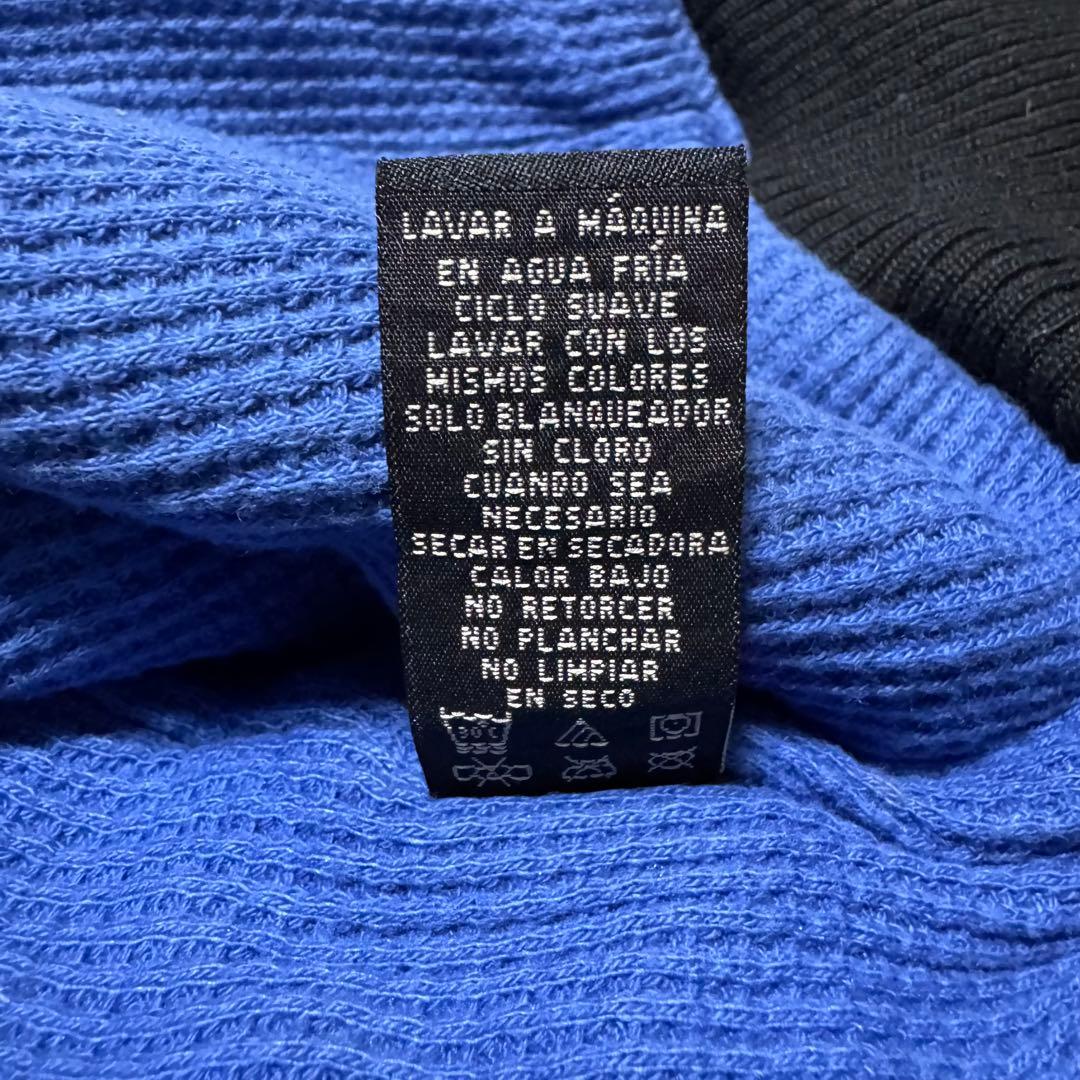 LAVAR A MÁQUINA
EN AGUA FRÍA
CICLO SUAVE
LAVAR CON LOS
MISMOS COLORES
SOLO BLANQUEADOR
SIN CLORO
CUANDO SEA
NECESARIO
SECAR EN SECADORA
CALOR BAJO
NO RETORCER
NO PLANCHAR
NO LIMPIAR
EN SECO
30°C